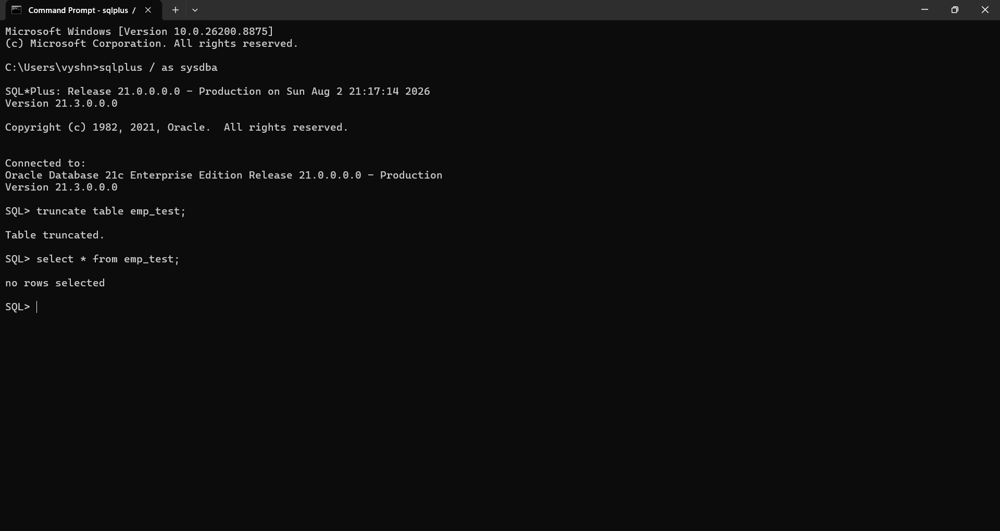 Command Prompt - sqlplus /
Microsoft Windows [Version 10.0.26200.8875]
(c) Microsoft Corporation. All rights reserved.
C:\Users\vyshn>sqlplus / as sysdba
SQL*Plus: Release 21.0.0.0.0 - Production on Sun Aug 2 21:17:14 2026
Version 21.3.0.0.0
Copyright (c) 1982, 2021, Oracle.  All rights reserved.
Connected to:
Oracle Database 21c Enterprise Edition Release 21.0.0.0.0 - Production
Version 21.3.0.0.0
SQL> truncate table emp_test;
Table truncated.
SQL> select * from emp_test;
no rows selected
SQL>